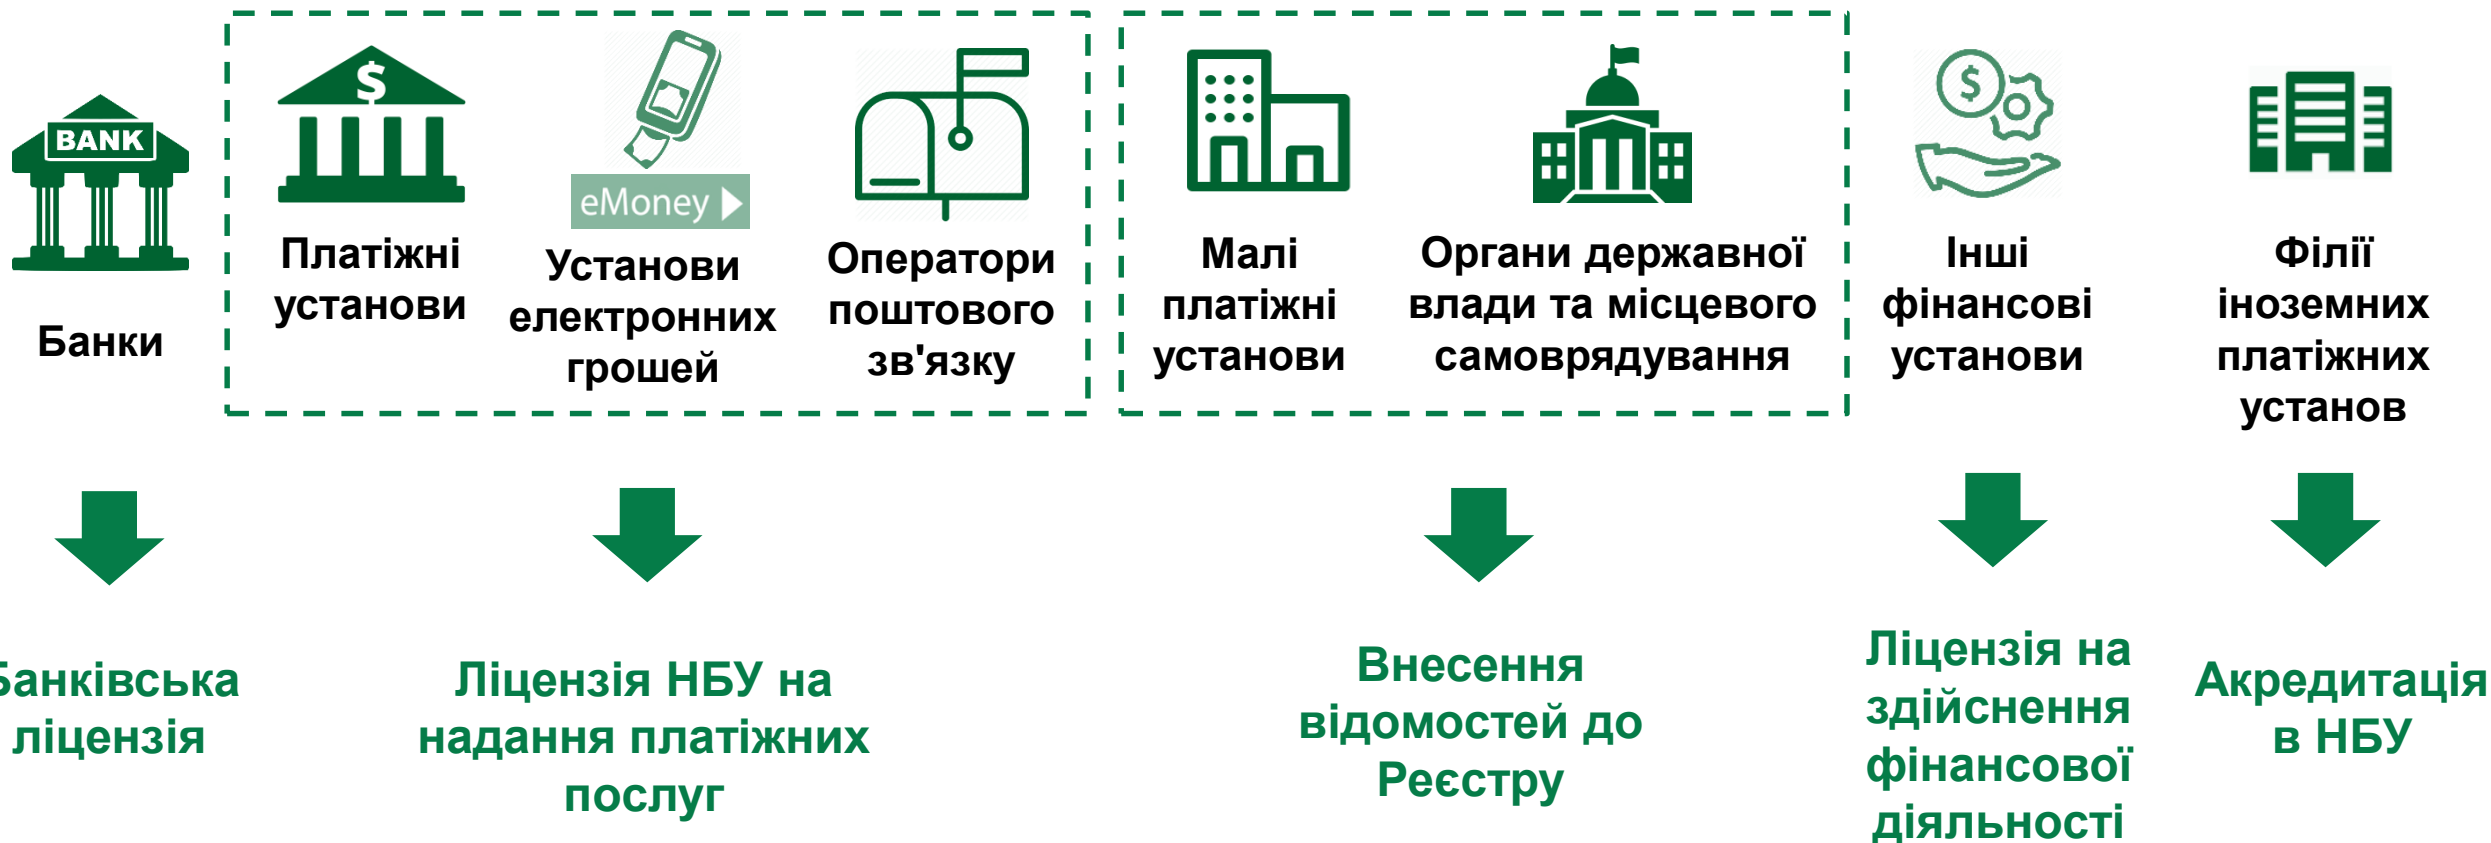 BANK
$
eMoney
$
Банки
Платіжні
установи
Установи
електронних
грошей
Оператори
поштового
зв'язку
Малі
платіжні
установи
Органи державної
влади та місцевого
самоврядування
Інші
фінансові
установи
Філії
іноземних
платіжних
установ
Банківська
ліцензія
Ліцензія НБУ на
надання платіжних
послуг
Внесення
відомостей до
Реєстру
Ліцензія на
здійснення
фінансової
діяльності
Акредитація
в НБУ